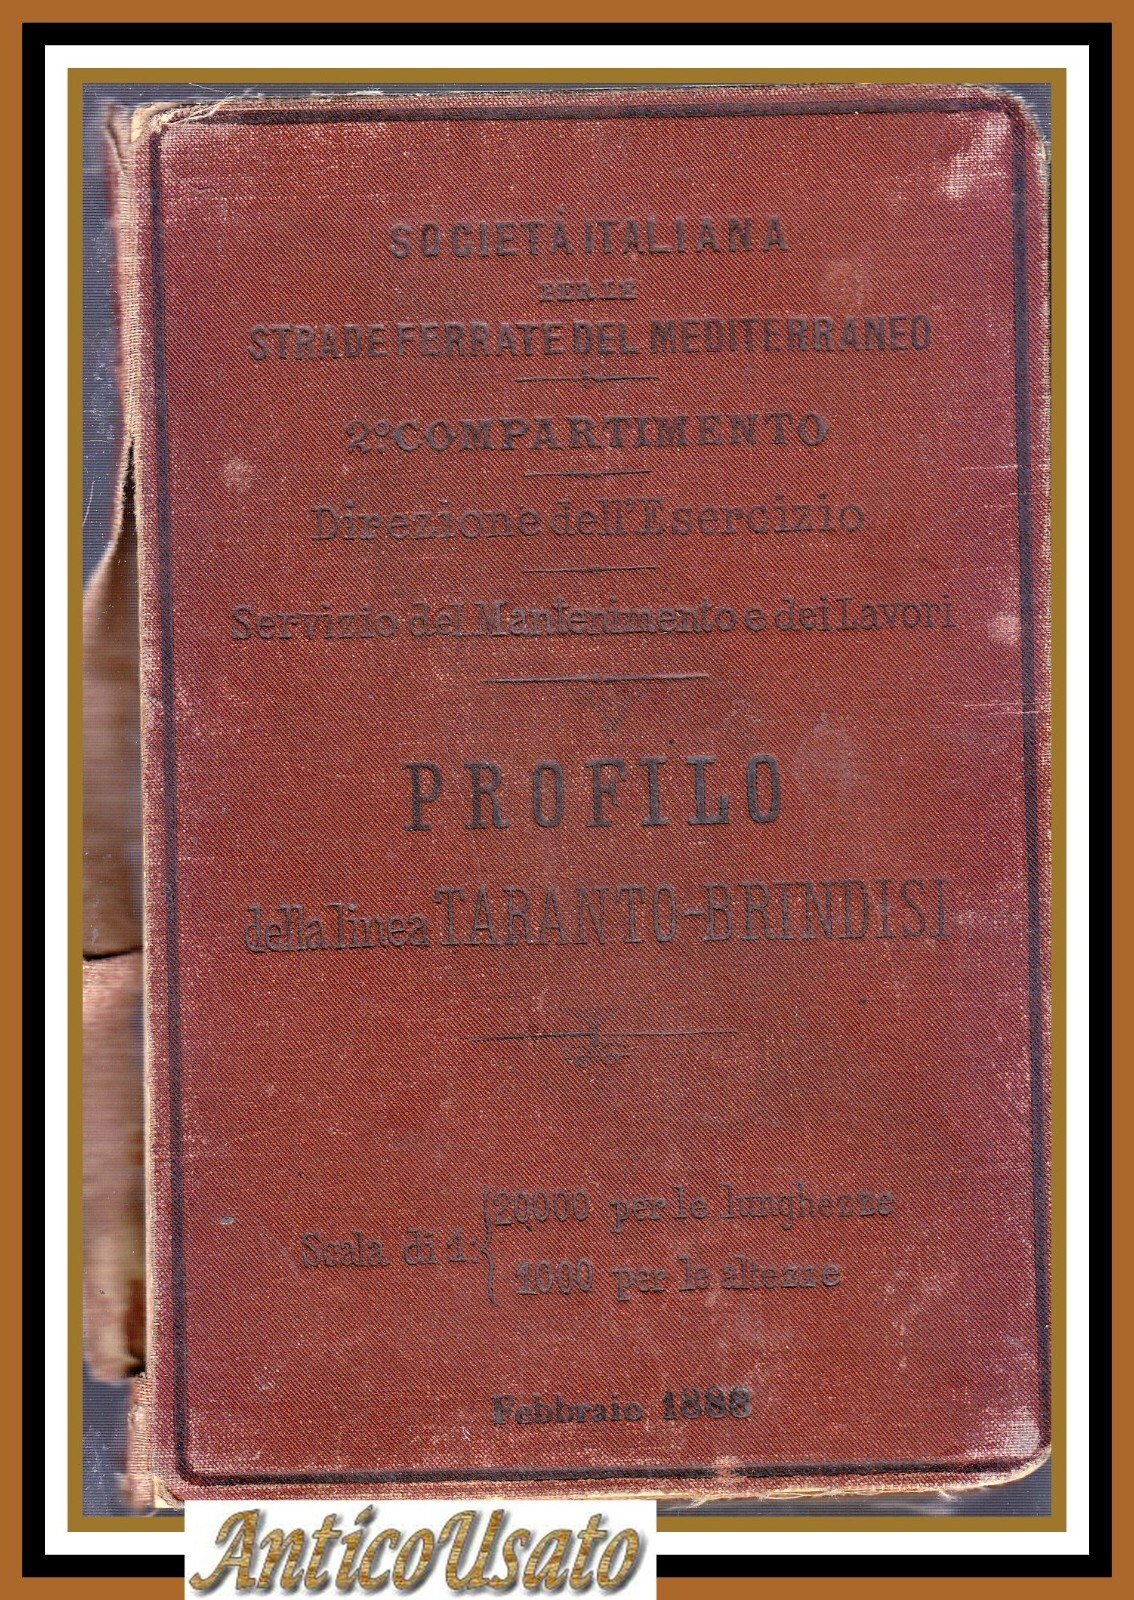 SOCIETÀ ITALIANA
PER LE
STRADE FERRATE DEL MEDITERRANEO
2º COMPARTIMENTO
Direzione dell'Esercizio
Servizio del Mantenimento e dei Lavori
PROFILO
della linea TARANTO-BRINDISI
Scala di 1: { 20000 per le lunghezze
1000 per le altezze
Febbraio 1888
AnticoUsato